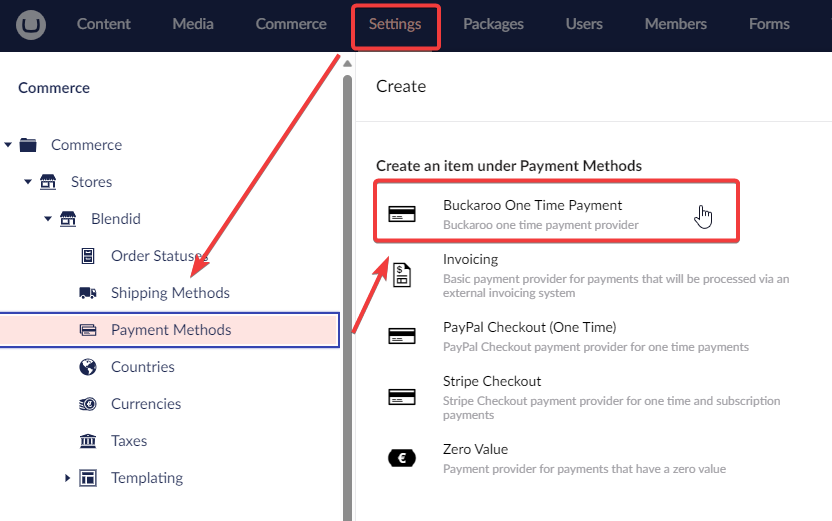 Content Media Commerce Settings Packages Users Members Forms
Commerce
Commerce
Stores
Blendid
Order Statuses
Shipping Methods
Payment Methods
Countries
Currencies
Taxes
Templating
Create
Create an item under Payment Methods
Buckaroo One Time Payment
Buckaroo one time payment provider
Invoicing
Basic payment provider for payments that will be processed via an
external invoicing system
PayPal Checkout (One Time)
PayPal Checkout payment provider for one time payments
Stripe Checkout
Stripe Checkout payment provider for one time and subscription
payments
Zero Value
Payment provider for payments that have a zero value